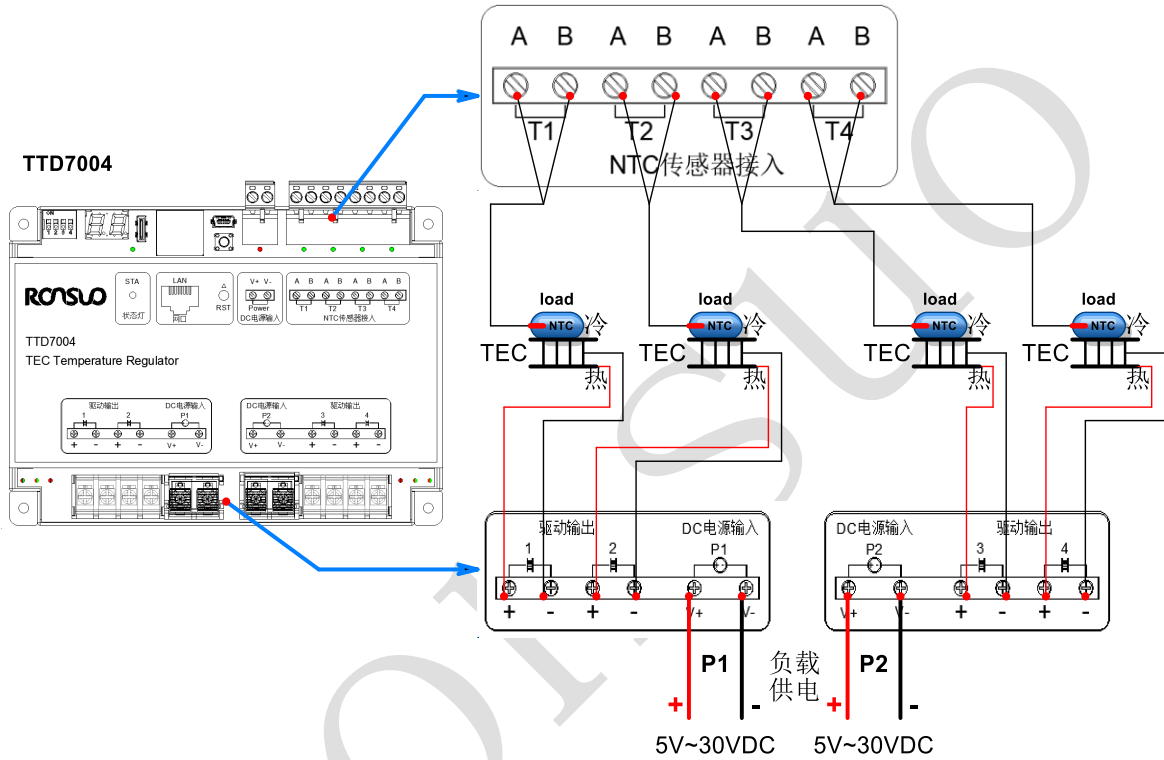 A B A B A B A B
T1 T2 T3 T4
NTC传感器接入
TTD7004
ON
1 2 3 4
RONSUO
STA
状态灯
LAN
网口
RST
V+ V-
Power
DC电源输入
A B A B A B A B
T1 T2 T3 T4
NTC传感器接入
TTD7004
TEC Temperature Regulator
驱动输出 DC电源输入
1 2 P1
+ - + - V+ V-
DC电源输入 驱动输出
P2 3 4
V+ V- + - + -
load load load load
NTC 冷 NTC 冷 NTC 冷 NTC 冷
TEC TEC TEC TEC
热 热 热 热
驱动输出 DC电源输入
1 2 P1
+ - + - V+ V-
DC电源输入 驱动输出
P2 3 4
V+ V- + - + -
P1 负载 P2
供电
+ - + -
5V~30VDC 5V~30VDC
RONSUO